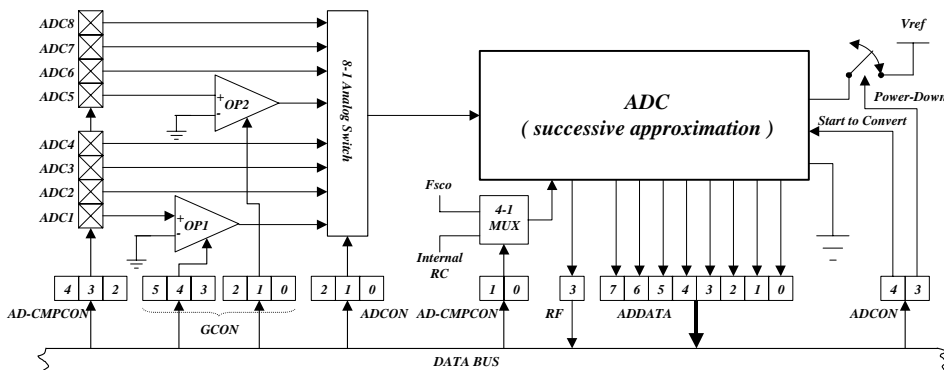 ADC8
ADC7
ADC6
ADC5
ADC4
ADC3
ADC2
ADC1
+
-
OP2
+
-
OP1
8-1 Analog Switch
ADC
( successive approximation )
Vref
Power-Down
Start to Convert
Fsco
4-1
MUX
Internal
RC
4 3 2
5 4 3
2 1 0
2 1 0
1 0
3
7 6 5 4 3 2 1 0
4 3
AD-CMPCON
GCON
ADCON
AD-CMPCON
RF
ADDATA
ADCON
DATA BUS